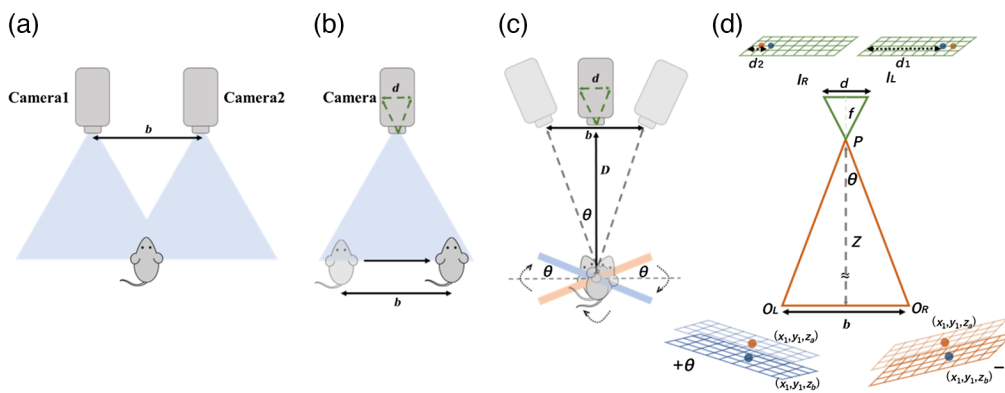 (a)
(b)
(c)
(d)
Camera1
Camera2
b
Camera
d
b
d
b
D
θ
θ
θ
d2
d1
IR
IL
d
f
P
θ
Z
≈
OL
OR
b
(x1,y1,za)
(x1,y1,zb)
+θ
(x1,y1,za)
(x1,y1,zb)
−